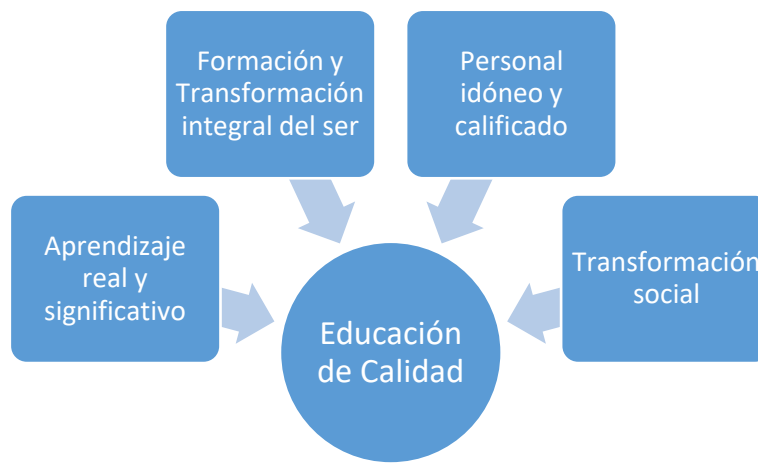 Formación y
Transformación
integral del ser
Personal
idóneo y
calificado
Aprendizaje
real y
significativo
Transformación
social
Educación
de Calidad